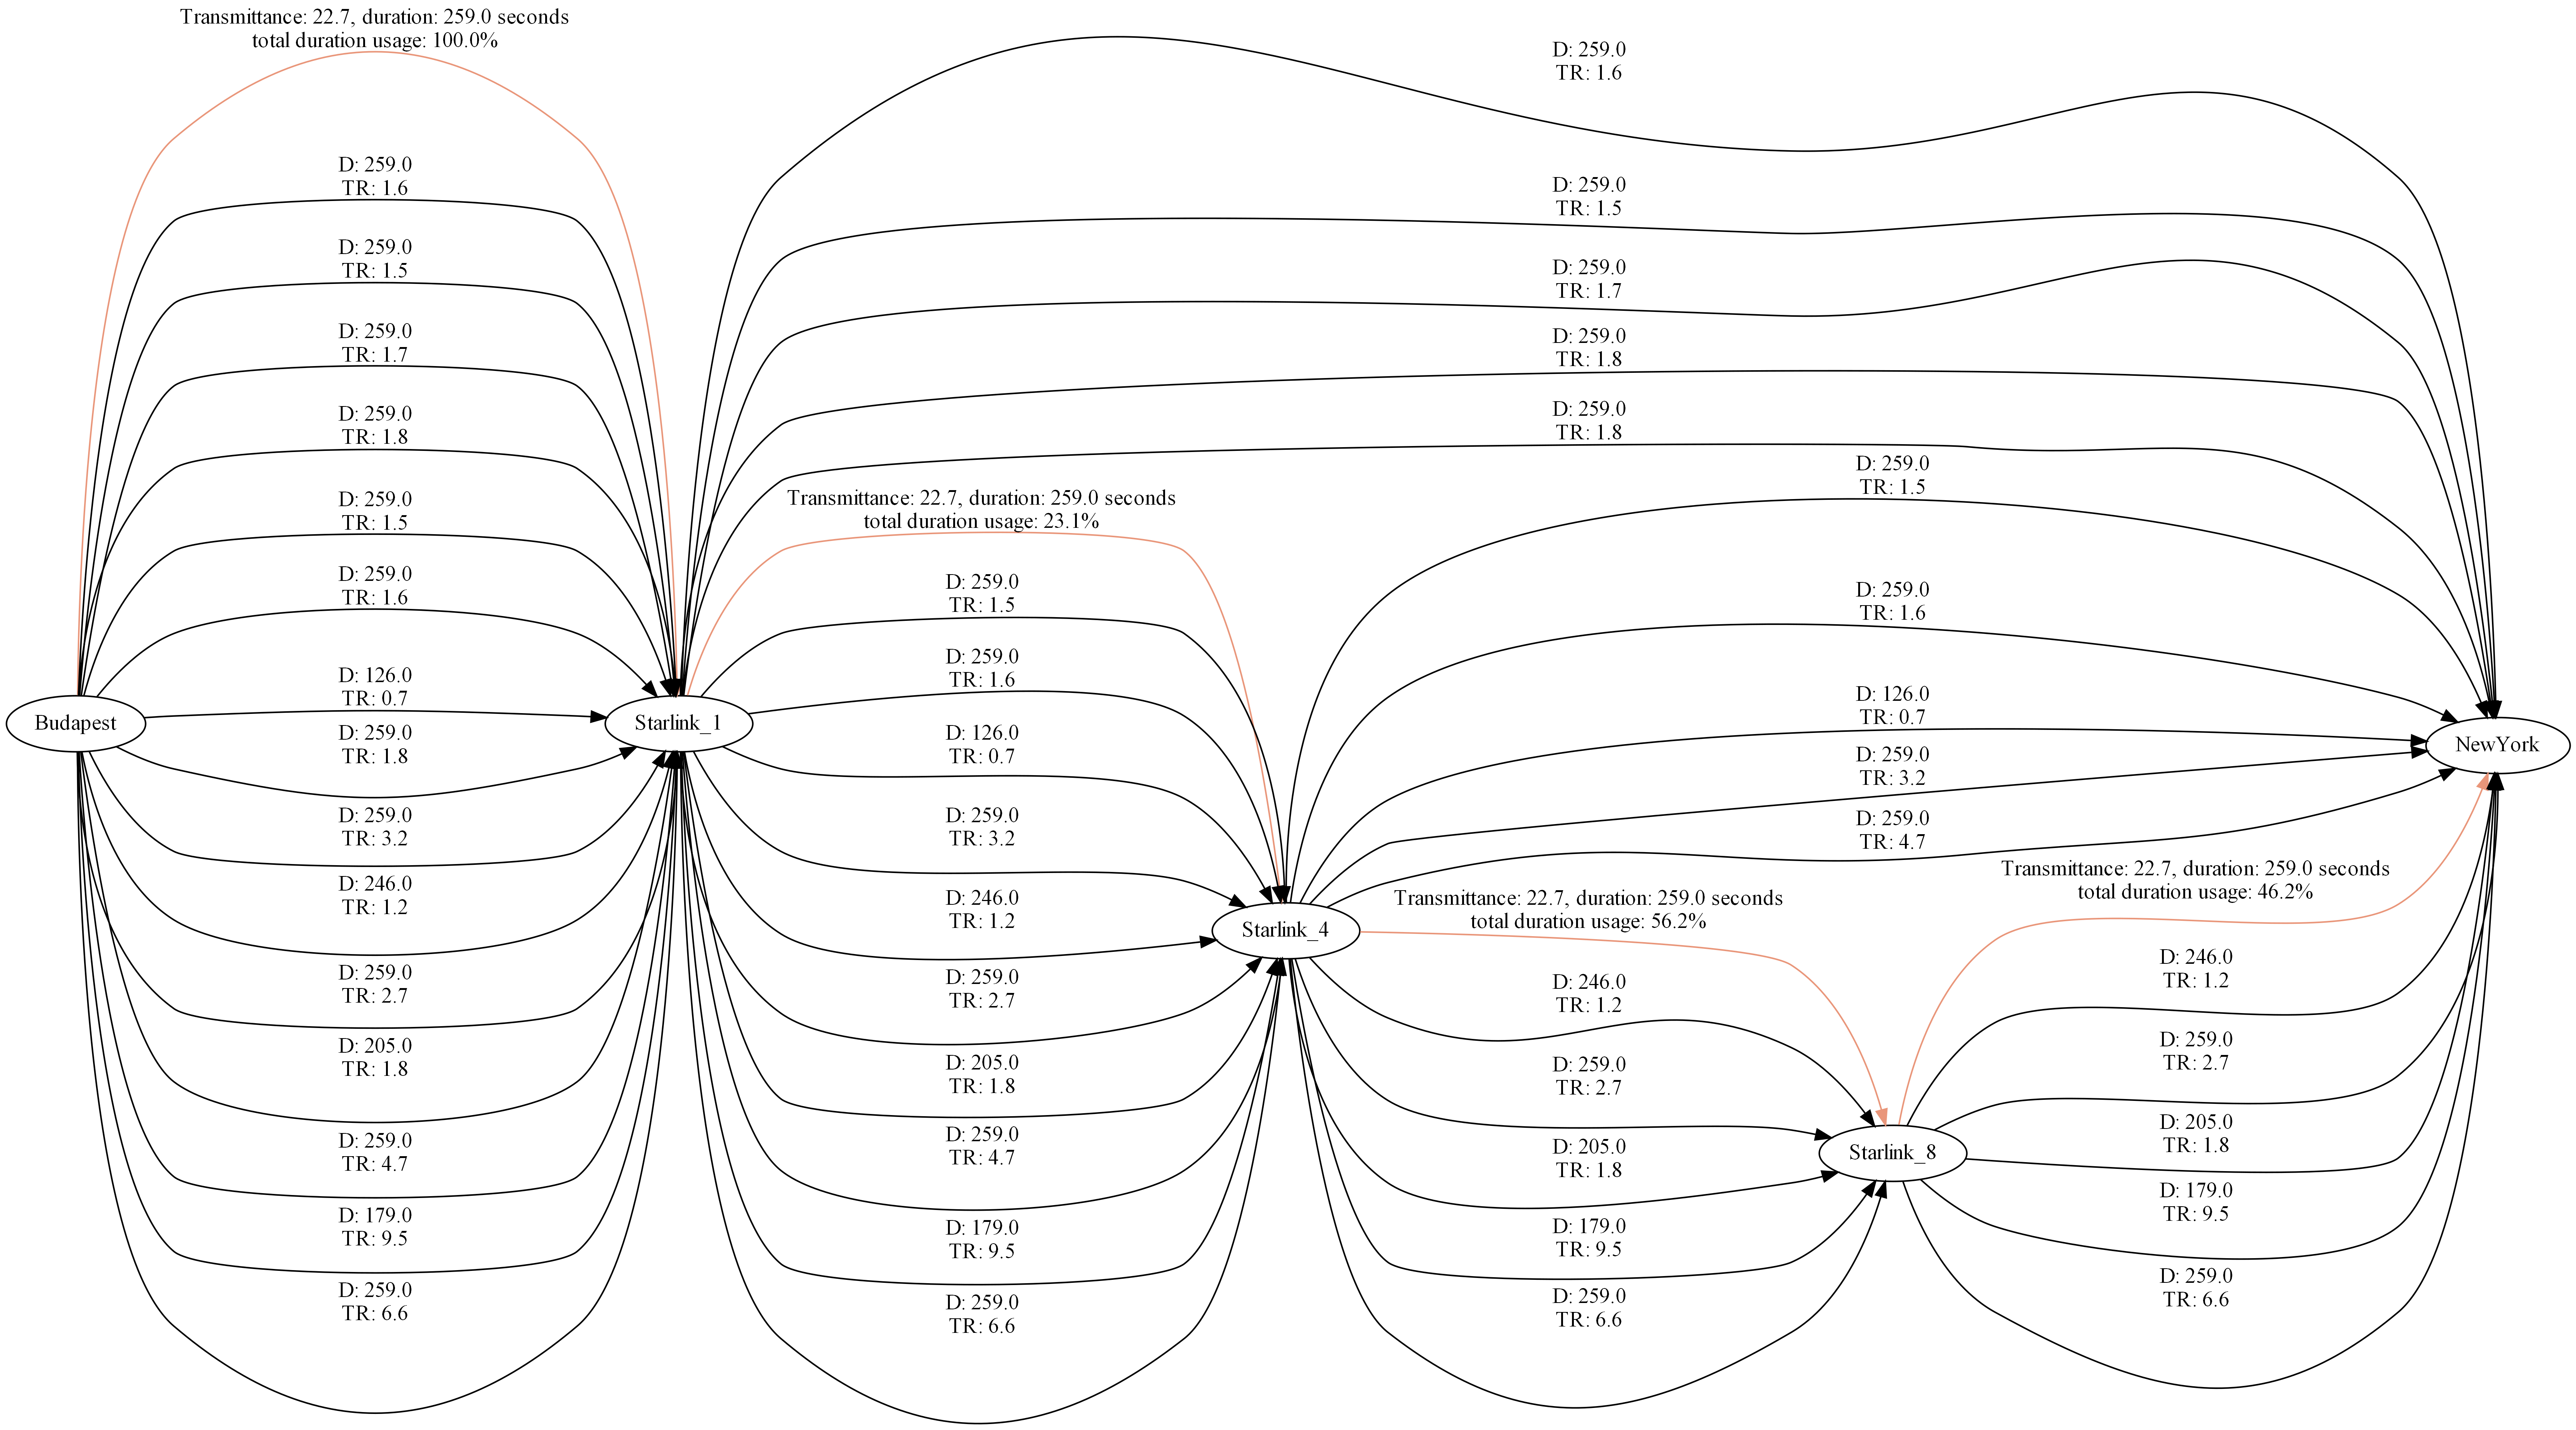 Transmittance: 22.7, duration: 259.0 seconds
total duration usage: 100.0%
D: 259.0
TR: 1.6
D: 259.0
TR: 1.5
D: 259.0
TR: 1.7
D: 259.0
TR: 1.8
D: 259.0
TR: 1.5
D: 259.0
TR: 1.6
D: 126.0
TR: 0.7
D: 259.0
TR: 1.8
D: 259.0
TR: 3.2
D: 246.0
TR: 1.2
D: 259.0
TR: 2.7
D: 205.0
TR: 1.8
D: 259.0
TR: 4.7
D: 179.0
TR: 9.5
D: 259.0
TR: 6.6
Budapest
Starlink_1
D: 259.0
TR: 1.6
D: 259.0
TR: 1.5
D: 259.0
TR: 1.7
D: 259.0
TR: 1.8
D: 259.0
TR: 1.8
Transmittance: 22.7, duration: 259.0 seconds
total duration usage: 23.1%
D: 259.0
TR: 1.5
D: 259.0
TR: 1.6
D: 126.0
TR: 0.7
D: 259.0
TR: 3.2
D: 246.0
TR: 1.2
D: 259.0
TR: 2.7
D: 205.0
TR: 1.8
D: 259.0
TR: 4.7
D: 179.0
TR: 9.5
D: 259.0
TR: 6.6
Starlink_4
D: 259.0
TR: 1.5
D: 259.0
TR: 1.6
D: 126.0
TR: 0.7
D: 259.0
TR: 3.2
D: 259.0
TR: 4.7
Transmittance: 22.7, duration: 259.0 seconds
total duration usage: 56.2%
D: 246.0
TR: 1.2
D: 259.0
TR: 2.7
D: 205.0
TR: 1.8
D: 179.0
TR: 9.5
D: 259.0
TR: 6.6
Starlink_8
Transmittance: 22.7, duration: 259.0 seconds
total duration usage: 46.2%
D: 246.0
TR: 1.2
D: 259.0
TR: 2.7
D: 205.0
TR: 1.8
D: 179.0
TR: 9.5
D: 259.0
TR: 6.6
NewYork